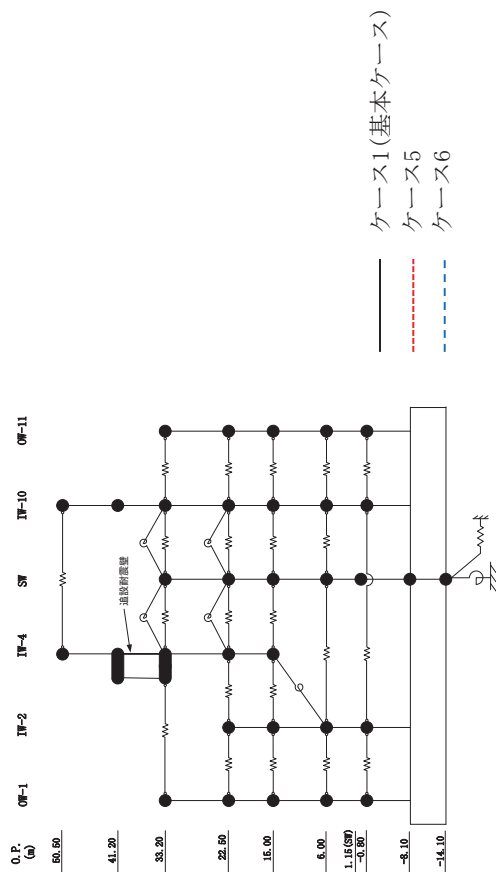 O.P.
(m)
OW-1
IW-2
IW-4
SW
IW-10
OW-11
50.50
41.20
追設耐震壁
33.20
22.50
15.00
6.00
1.15(SW)
-0.80
-8.10
-14.10
ケース1(基本ケース)
ケース5
ケース6